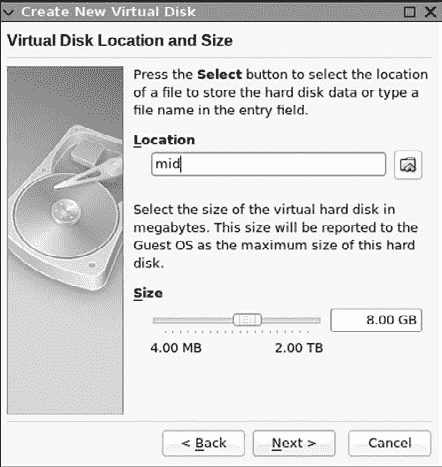 Create New Virtual Disk
Virtual Disk Location and Size
Press the Select button to select the location
of a file to store the hard disk data or type a
file name in the entry field.
Location
mid
Select the size of the virtual hard disk in
megabytes. This size will be reported to the
Guest OS as the maximum size of this hard
disk.
Size
8.00 GB
4.00 MB 2.00 TB
< Back Next > Cancel